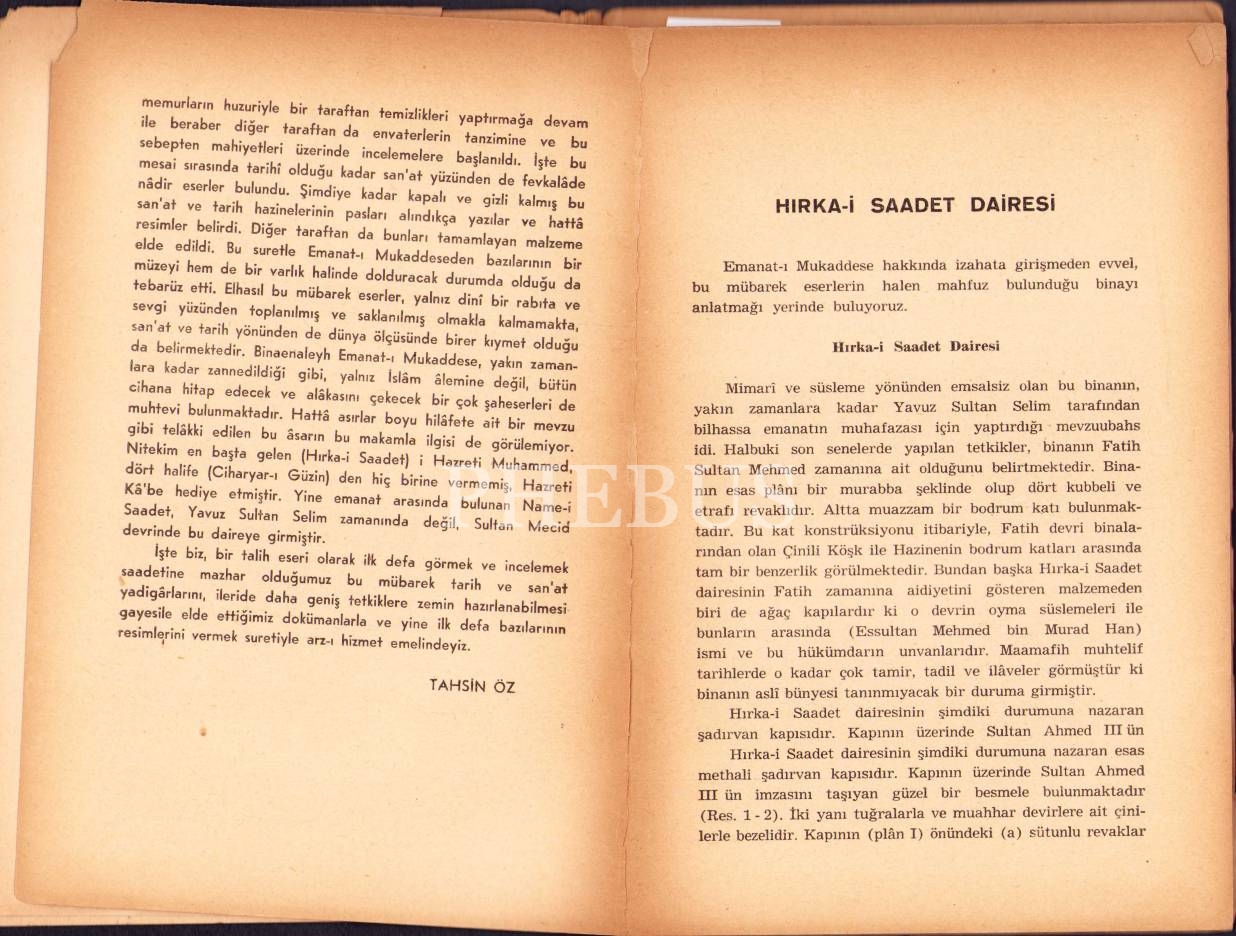 memurların huzuriyle bir taraftan temizlikleri yaptırmağa devam
ile beraber diğer taraftan da envaterlerin tanzimine ve bu
sebepten mahiyetleri üzerinde incelemelere başlanıldı. İşte bu
mesai sırasında tarihî olduğu kadar san'at yüzünden de fevkalâde
nâdir eserler bulundu. Şimdiye kadar kapalı ve gizli kalmış bu
san'at ve tarih hazinelerinin pasları alındıkça yazılar ve hattâ
resimler belirdi. Diğer taraftan da bunları tamamlayan malzeme
elde edildi. Bu suretle Emanat-ı Mukaddeseden bazılarının bir
müzeyi hem de bir varlık halinde dolduracak durumda olduğu da
tebarüz etti. Elhasıl bu mübarek eserler, yalnız dinî bir rabıta ve
sevgi yüzünden toplanılmış ve saklanılmış olmakla kalmamakta,
san'at ve tarih yönünden de dünya ölçüsünde birer kıymet olduğu
da belirmektedir. Binaenaleyh Emanat-ı Mukaddese, yakın zaman-
lara kadar zannedildiği gibi, yalnız İslâm âlemine değil, bütün
cihana hitap edecek ve alâkasını çekecek bir çok şaheserleri de
muhtevi bulunmaktadır. Hattâ asırlar boyu hilâfete ait bir mevzu
gibi telâkki edilen bu âsarın bu makamla ilgisi de görülemiyor.
Nitekim en başta gelen (Hırka-i Saadet) i Hazreti Muhammed,
dört halife (Ciharyar-ı Güzin) den hiç birine vermemiş, Hazreti
Kâ'be hediye etmiştir. Yine emanat arasında bulunan Name-i
Saadet, Yavuz Sultan Selim zamanında değil, Sultan Mecid
devrinde bu daireye girmiştir.
İşte biz, bir talih eseri olarak ilk defa görmek ve incelemek
saadetine mazhar olduğumuz bu mübarek tarih ve san'at
yadigârlarını, ileride daha geniş tetkiklere zemin hazırlanabilmesi
gayesile elde ettiğimiz dokümanlarla ve yine ilk defa bazılarının
resimlerini vermek suretiyle arz-ı hizmet emelindeyiz.
TAHSİN ÖZ
HIRKA-İ SAADET DAİRESİ
Emanat-ı Mukaddese hakkında izahata girişmeden evvel,
bu mübarek eserlerin halen mahfuz bulunduğu binayı
anlatmağı yerinde buluyoruz.
Hırka-i Saadet Dairesi
Mimarî ve süsleme yönünden emsalsiz olan bu binanın,
yakın zamanlara kadar Yavuz Sultan Selim tarafından
bilhassa emanatın muhafazası için yaptırdığı mevzuubahs
idi. Halbuki son senelerde yapılan tetkikler, binanın Fatih
Sultan Mehmed zamanına ait olduğunu belirtmektedir. Bina-
nın esas plânı bir murabba şeklinde olup dört kubbeli ve
etrafı revaklıdır. Altta muazzam bir bodrum katı bulunmak-
tadır. Bu kat konstrüksiyonu itibariyle, Fatih devri binala-
rından olan Çinili Köşk ile Hazinenin bodrum katları arasında
tam bir benzerlik görülmektedir. Bundan başka Hırka-i Saadet
dairesinin Fatih zamanına aidiyetini gösteren malzemeden
biri de ağaç kapılardır ki o devrin oyma süslemeleri ile
bunların arasında (Essultan Mehmed bin Murad Han)
ismi ve bu hükümdarın unvanlarıdır. Maamafih muhtelif
tarihlerde o kadar çok tamir, tadil ve ilâveler görmüştür ki
binanın aslî bünyesi tanınmıyacak bir duruma girmiştir.
Hırka-i Saadet dairesinin şimdiki durumuna nazaran
şadırvan kapısıdır. Kapının üzerinde Sultan Ahmed III ün
Hırka-i Saadet dairesinin şimdiki durumuna nazaran esas
methali şadırvan kapısıdır. Kapının üzerinde Sultan Ahmed
III ün imzasını taşıyan güzel bir besmele bulunmaktadır
(Res. 1 - 2). İki yanı tuğralarla ve muahhar devirlere ait çini-
lerle bezelidir. Kapının (plân I) önündeki (a) sütunlu revaklar
PHEBUS